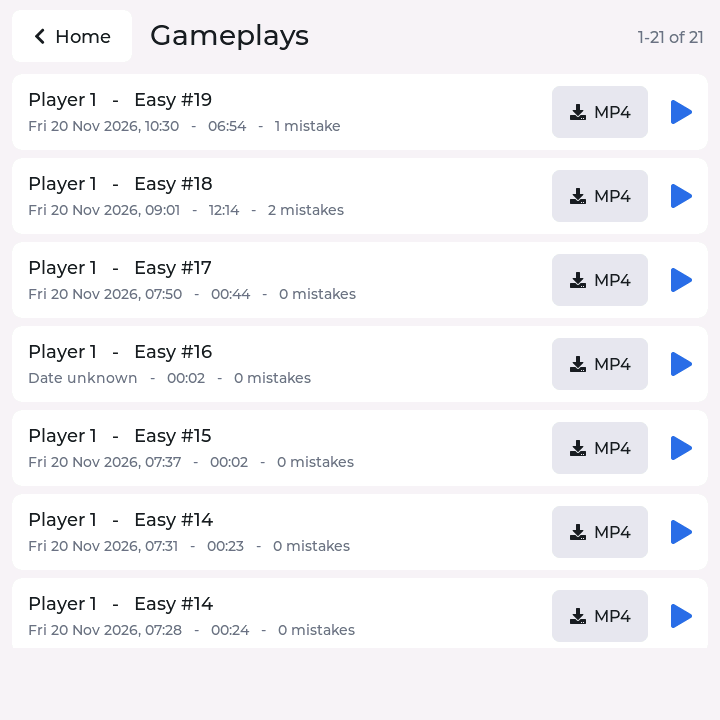 Home
Gameplays
1-21 of 21
Player 1 - Easy #19
Fri 20 Nov 2026, 10:30 - 06:54 - 1 mistake
MP4
Player 1 - Easy #18
Fri 20 Nov 2026, 09:01 - 12:14 - 2 mistakes
MP4
Player 1 - Easy #17
Fri 20 Nov 2026, 07:50 - 00:44 - 0 mistakes
MP4
Player 1 - Easy #16
Date unknown - 00:02 - 0 mistakes
MP4
Player 1 - Easy #15
Fri 20 Nov 2026, 07:37 - 00:02 - 0 mistakes
MP4
Player 1 - Easy #14
Fri 20 Nov 2026, 07:31 - 00:23 - 0 mistakes
MP4
Player 1 - Easy #14
Fri 20 Nov 2026, 07:28 - 00:24 - 0 mistakes
MP4